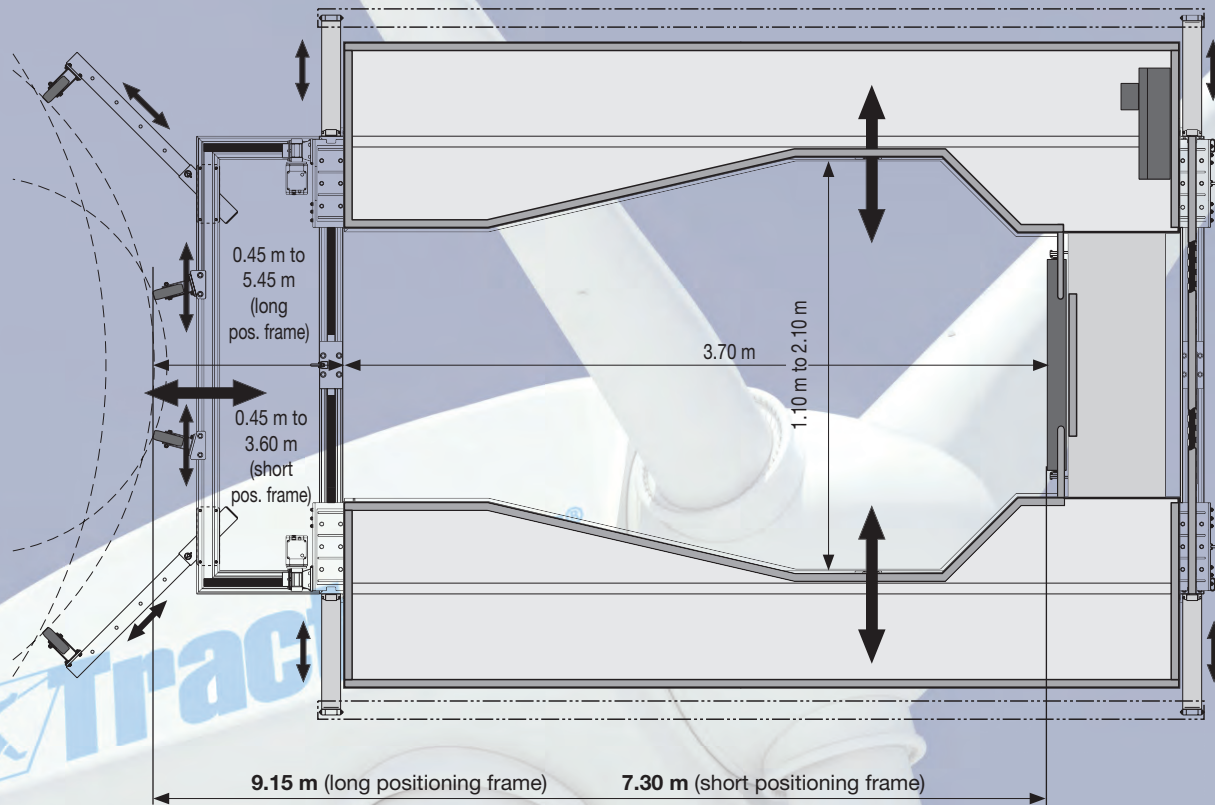 0.45 m to
5.45 m
(long
pos. frame)
3.70 m
1.10 m to 2.10 m
0.45 m to
3.60 m
(short
pos. frame)
®
Tract
9.15 m (long positioning frame) 7.30 m (short positioning frame)